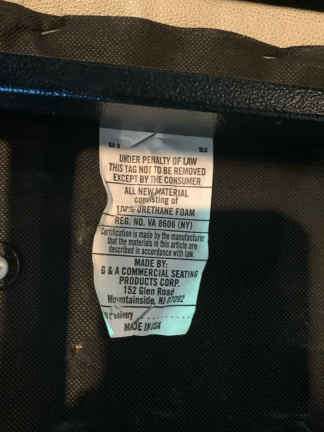 UNDER PENALTY OF LAW
THIS TAG NOT TO BE REMOVED
EXCEPT BY THE CONSUMER
ALL NEW MATERIAL
consisting of
100% URETHANE FOAM
REG. NO. VA 8606 (NY)
Certification is made by the manufacturer
that the materials in this article are
described in accordance with law.
MADE BY:
G & A COMMERCIAL SEATING
PRODUCTS CORP.
152 Glen Road
Mountainside, NJ 07092
delivery
MADE IN USA